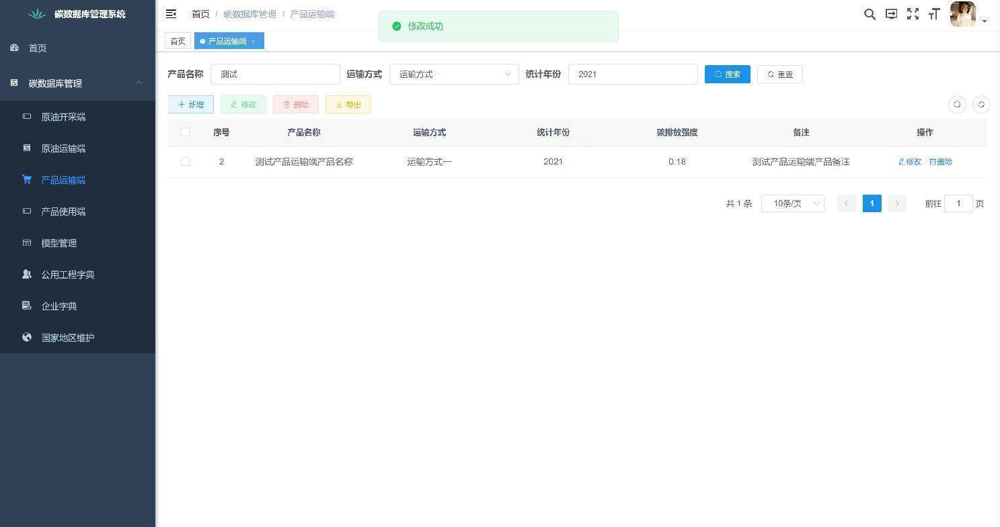 碳数据库管理系统
首页 / 碳数据库管理 / 产品运输端
修改成功
首页
产品运输端 ×
首页
碳数据库管理
原油开采端
原油运输端
产品运输端
产品使用端
模型管理
公用工程字典
企业字典
国家地区维护
产品名称 测试 运输方式 运输方式一 统计年份 2021 搜索 重置
新增 修改 删除 导出
序号 产品名称 运输方式 统计年份 碳排放强度 备注 操作
2 测试产品运输端产品名称 运输方式一 2021 0.18 测试产品运输端产品备注 修改 删除
共 1 条 10条/页 < 1 > 前往 1 页